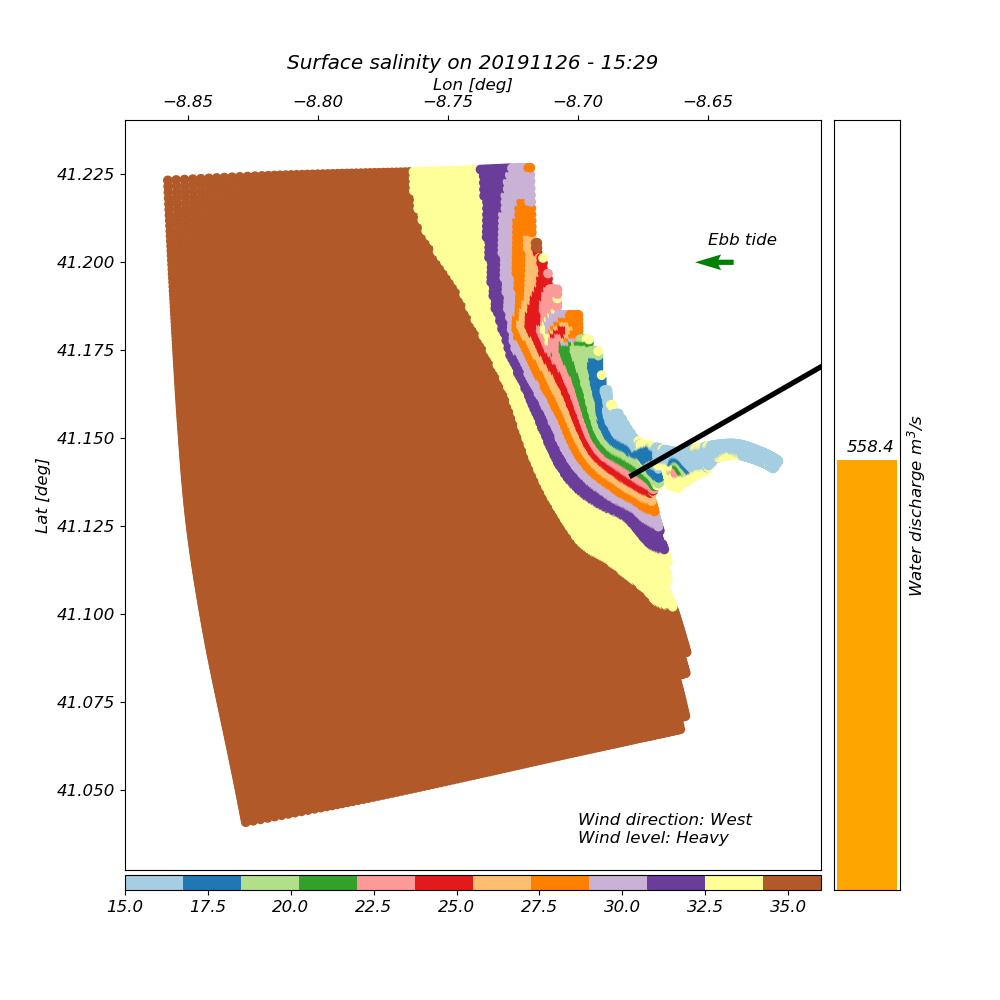 Surface salinity on 20191126 - 15:29
Lon [deg]
−8.85 −8.80 −8.75 −8.70 −8.65
41.225
41.200
41.175
41.150
41.125
41.100
41.075
41.050
Lat [deg]
Ebb tide
558.4
Water discharge m³/s
Wind direction: West
Wind level: Heavy
15.0 17.5 20.0 22.5 25.0 27.5 30.0 32.5 35.0